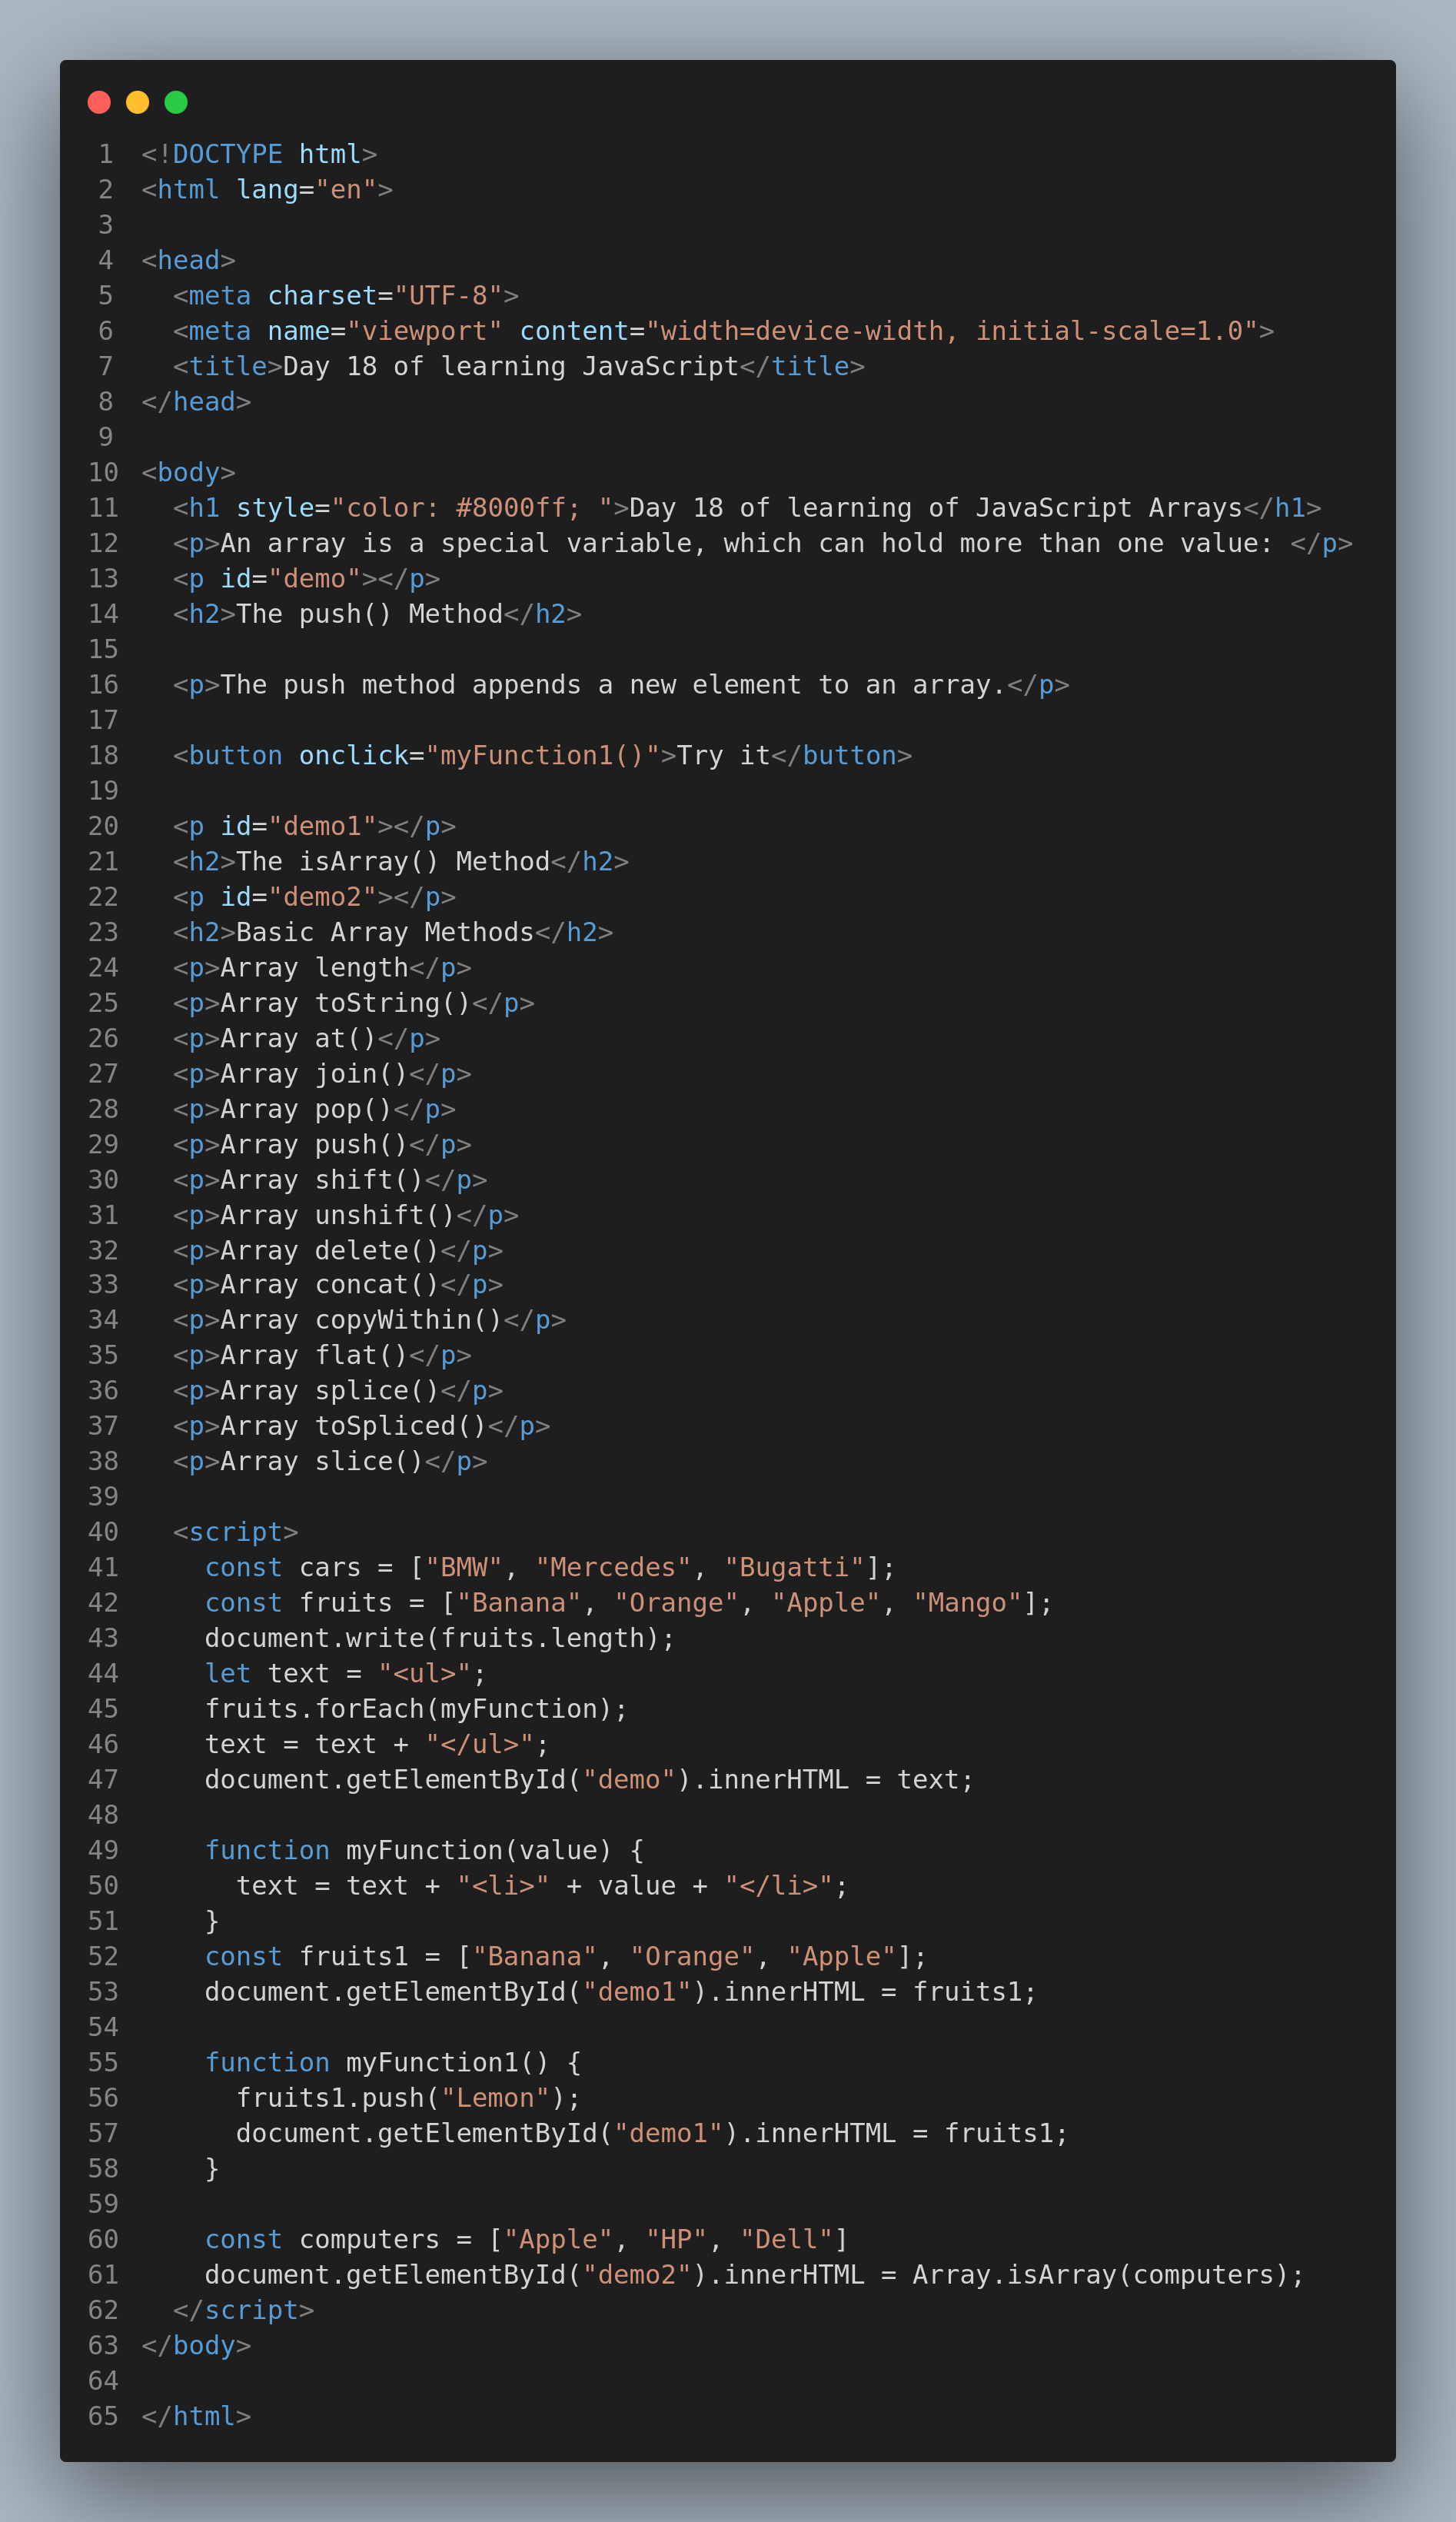 1 <!DOCTYPE html>
2 <html lang="en">
3
4 <head>
5   <meta charset="UTF-8">
6   <meta name="viewport" content="width=device-width, initial-scale=1.0">
7   <title>Day 18 of learning JavaScript</title>
8 </head>
9
10 <body>
11   <h1 style="color: #8000ff; ">Day 18 of learning of JavaScript Arrays</h1>
12   <p>An array is a special variable, which can hold more than one value: </p>
13   <p id="demo"></p>
14   <h2>The push() Method</h2>
15
16   <p>The push method appends a new element to an array.</p>
17
18   <button onclick="myFunction1()">Try it</button>
19
20   <p id="demo1"></p>
21   <h2>The isArray() Method</h2>
22   <p id="demo2"></p>
23   <h2>Basic Array Methods</h2>
24   <p>Array length</p>
25   <p>Array toString()</p>
26   <p>Array at()</p>
27   <p>Array join()</p>
28   <p>Array pop()</p>
29   <p>Array push()</p>
30   <p>Array shift()</p>
31   <p>Array unshift()</p>
32   <p>Array delete()</p>
33   <p>Array concat()</p>
34   <p>Array copyWithin()</p>
35   <p>Array flat()</p>
36   <p>Array splice()</p>
37   <p>Array toSpliced()</p>
38   <p>Array slice()</p>
39
40   <script>
41     const cars = ["BMW", "Mercedes", "Bugatti"];
42     const fruits = ["Banana", "Orange", "Apple", "Mango"];
43     document.write(fruits.length);
44     let text = "<ul>";
45     fruits.forEach(myFunction);
46     text = text + "</ul>";
47     document.getElementById("demo").innerHTML = text;
48
49     function myFunction(value) {
50       text = text + "<li>" + value + "</li>";
51     }
52     const fruits1 = ["Banana", "Orange", "Apple"];
53     document.getElementById("demo1").innerHTML = fruits1;
54
55     function myFunction1() {
56       fruits1.push("Lemon");
57       document.getElementById("demo1").innerHTML = fruits1;
58     }
59
60     const computers = ["Apple", "HP", "Dell"]
61     document.getElementById("demo2").innerHTML = Array.isArray(computers);
62   </script>
63 </body>
64
65 </html>